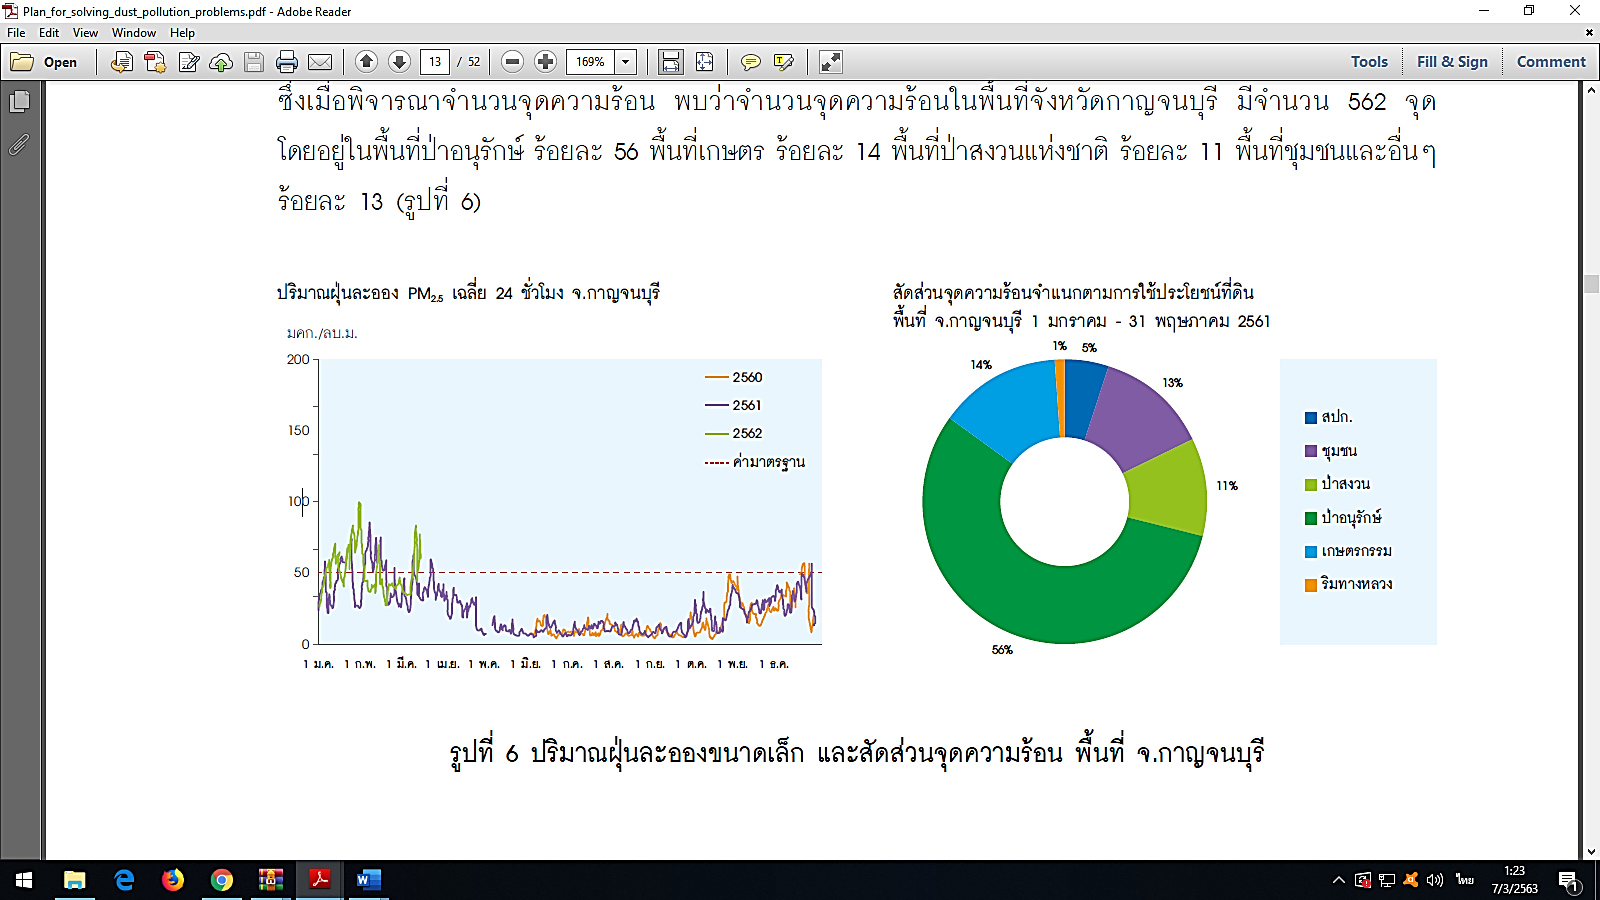 Plan_for_solving_dust_pollution_problems.pdf - Adobe Reader
File Edit View Window Help
Open 13 / 52 169% Tools Fill & Sign Comment
ซึ่งเมื่อพิจารณาจำนวนจุดความร้อน พบว่าจำนวนจุดความร้อนในพื้นที่จังหวัดกาญจนบุรี มีจำนวน 562 จุด
โดยอยู่ในพื้นที่ป่าอนุรักษ์ ร้อยละ 56 พื้นที่เกษตร ร้อยละ 14 พื้นที่ป่าสงวนแห่งชาติ ร้อยละ 11 พื้นที่ชุมชนและอื่นๆ
ร้อยละ 13 (รูปที่ 6)
ปริมาณฝุ่นละออง PM2.5 เฉลี่ย 24 ชั่วโมง จ.กาญจนบุรี
มคก./ลบ.ม.
200
150
100
50
0
2560
2561
2562
ค่ามาตรฐาน
1 ม.ค. 1 ก.พ. 1 มี.ค. 1 เม.ย. 1 พ.ค. 1 มิ.ย. 1 ก.ค. 1 ส.ค. 1 ก.ย. 1 ต.ค. 1 พ.ย. 1 ธ.ค.
สัดส่วนจุดความร้อนจำแนกตามการใช้ประโยชน์ที่ดิน
พื้นที่ จ.กาญจนบุรี 1 มกราคม - 31 พฤษภาคม 2561
1% 5%
14%
13%
11%
56%
สปก.
ชุมชน
ป่าสงวน
ป่าอนุรักษ์
เกษตรกรรม
ริมทางหลวง
รูปที่ 6 ปริมาณฝุ่นละอองขนาดเล็ก และสัดส่วนจุดความร้อน พื้นที่ จ.กาญจนบุรี
ไทย
1:23
7/3/2563
1